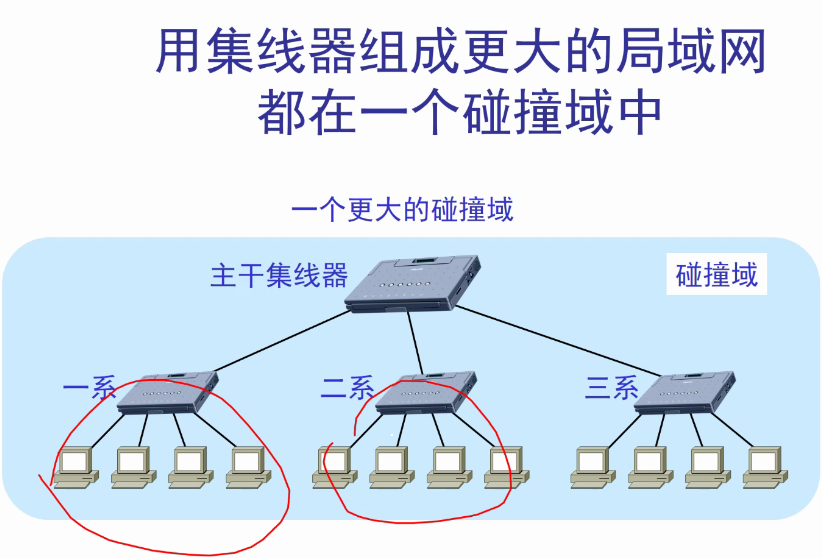 用集线器组成更大的局域网
都在一个碰撞域中
一个更大的碰撞域
主干集线器
碰撞域
一系
二系
三系